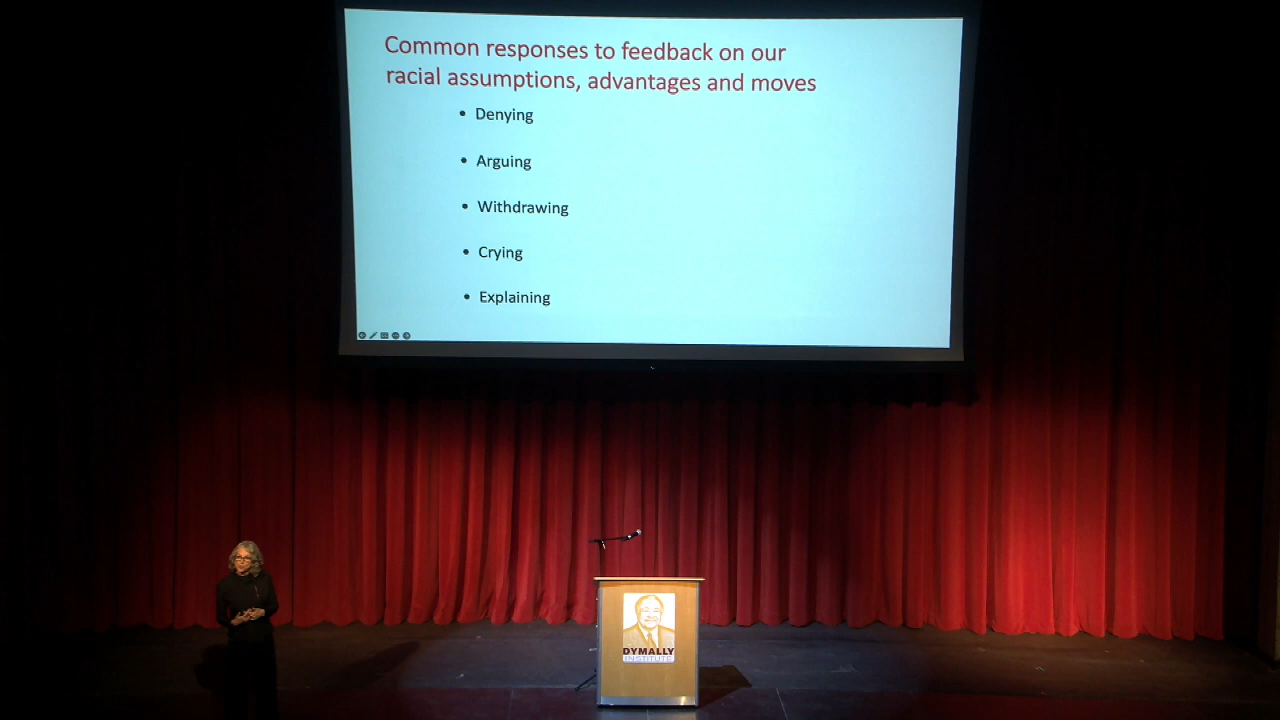 Common responses to feedback on our
racial assumptions, advantages and moves
• Denying
• Arguing
• Withdrawing
• Crying
• Explaining
DYMALLY
INSTITUTE